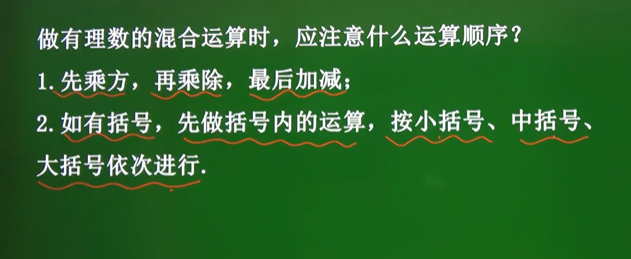 做有理数的混合运算时，应注意什么运算顺序？
1.先乘方，再乘除，最后加减；
2.如有括号，先做括号内的运算，按小括号、中括号、
大括号依次进行.